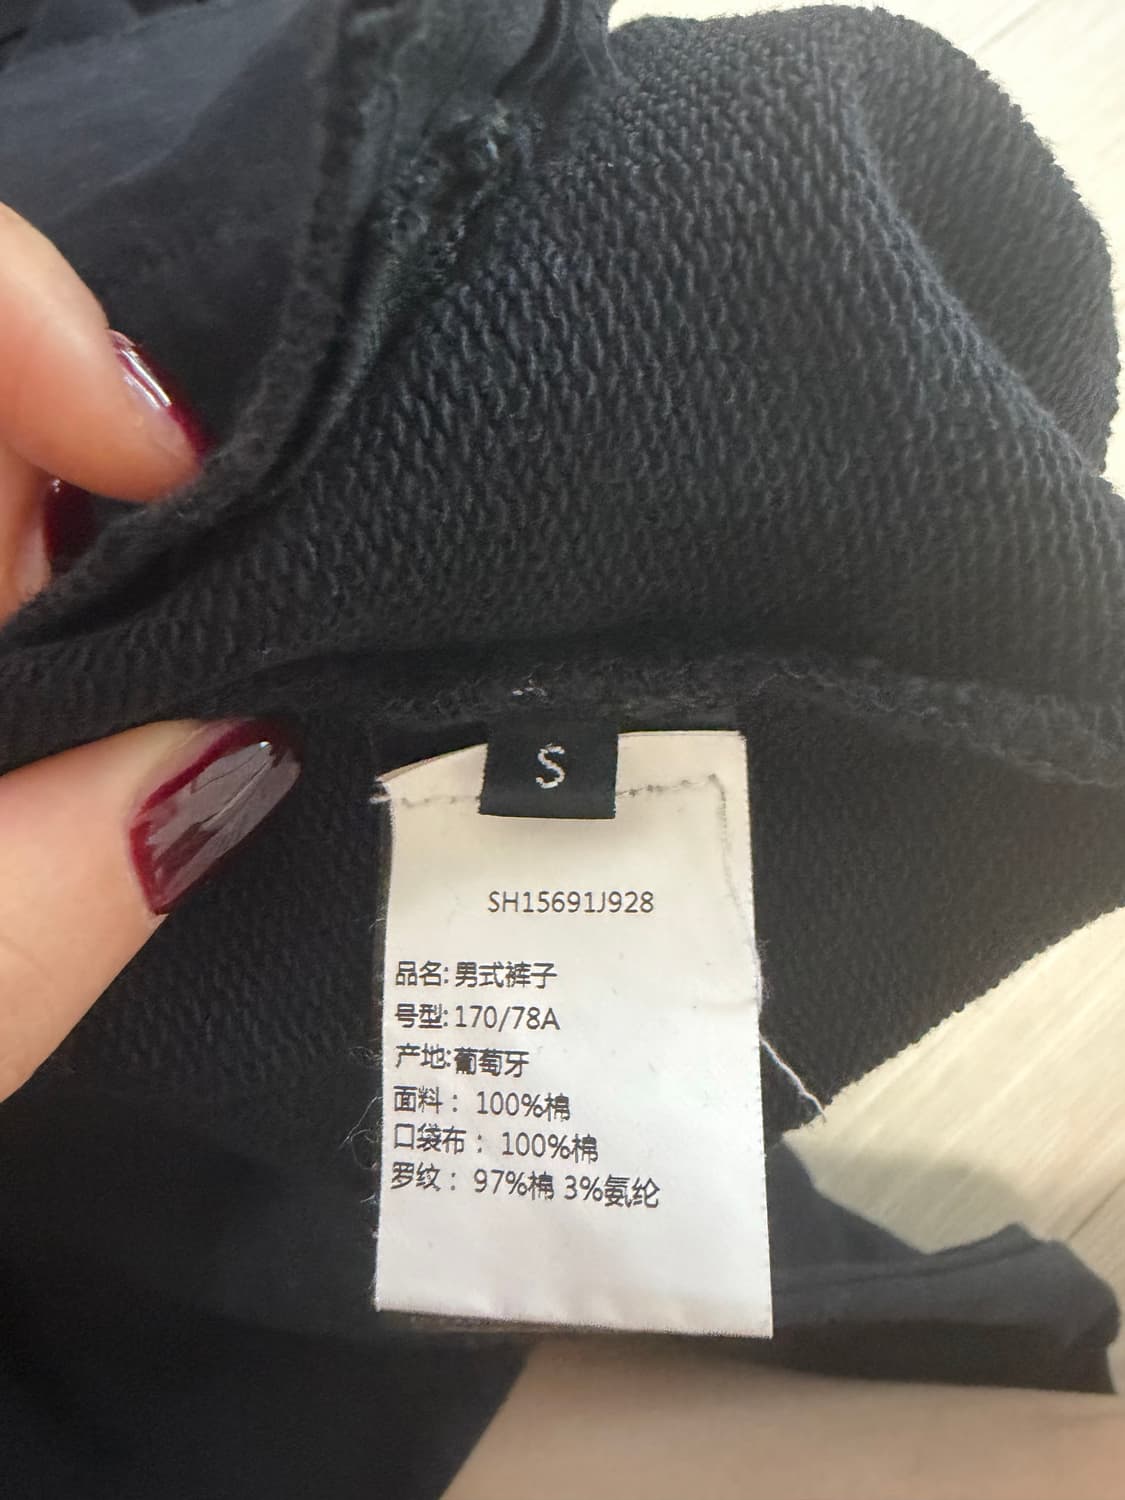 S
SH15691J928
品名: 男式裤子
号型: 170/78A
产地: 葡萄牙
面料： 100%棉
口袋布： 100%棉
罗纹： 97%棉 3%氨纶